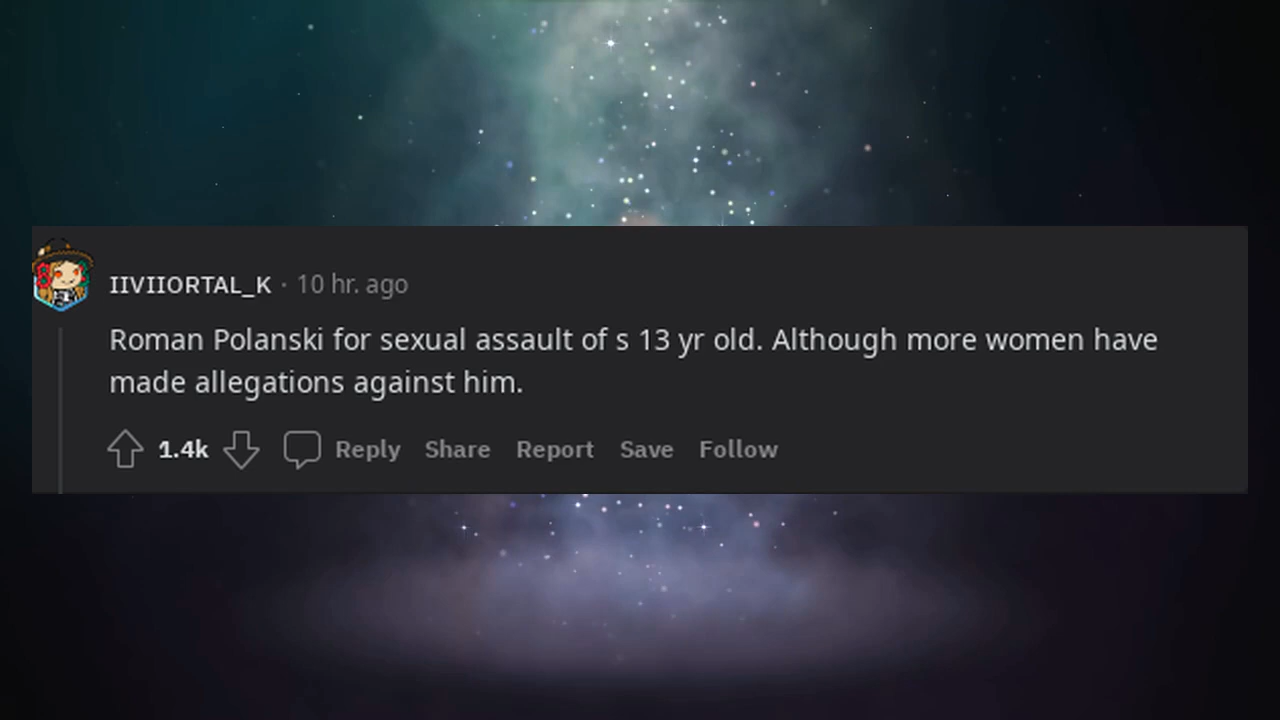 IIVIIORTAL_K · 10 hr. ago
Roman Polanski for sexual assault of s 13 yr old. Although more women have
made allegations against him.
1.4k Reply Share Report Save Follow